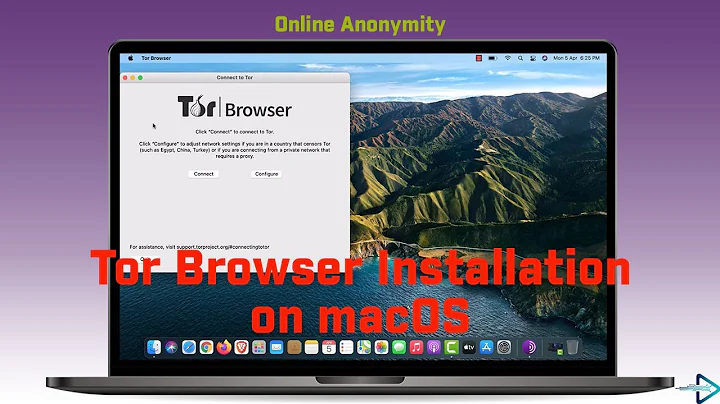 Online Anonymity
Tor Browser
Mon 5 Apr 6:25 PM
Connect to Tor
Tor Browser
Click "Connect" to connect to Tor.
Click "Configure" to adjust network settings if you are in a country that censors Tor
(such as Egypt, China, Turkey) or if you are connecting from a private network that
requires a proxy.
Connect
Configure
For assistance, visit support.torproject.org/#connectingtotor
Tor Browser Installation
on macOS